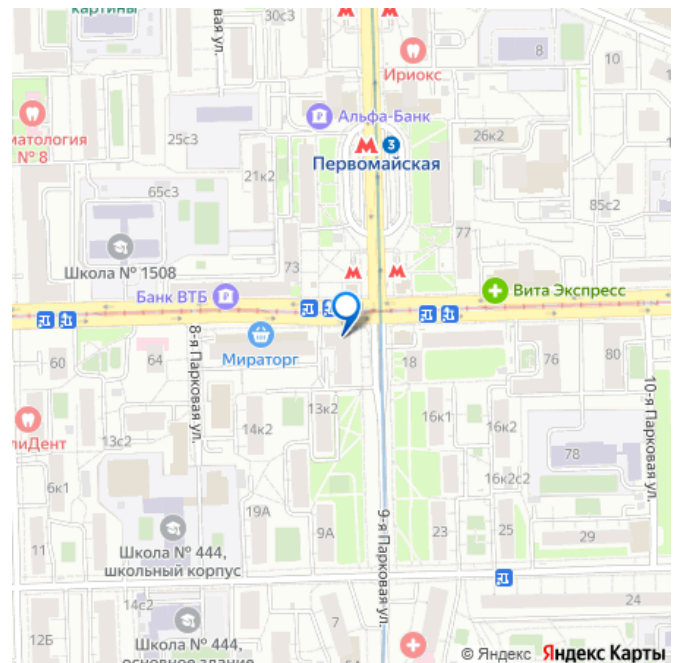 картины
30с3
8
10
Ириокс
Альфа-Банк
матология
№ 8
25с3
26к2
3
Первомайская
21к2
65с3
85с2
77
Школа № 1508
73
Банк ВТБ
Вита Экспресс
60
64
Мираторг
18
76
80
8-я Парковая ул.
10-я Парковая ул.
лиДент
13к2
14к2
13с2
16к1
16к2
78
6к1
16к2с2
19А
9А
23
25
29
11
Школа № 444,
школьный корпус
9-я Парковая ул.
14с2
24
12Б
7
Школа № 444,
основное здание
© Яндекс Яндекс Карты